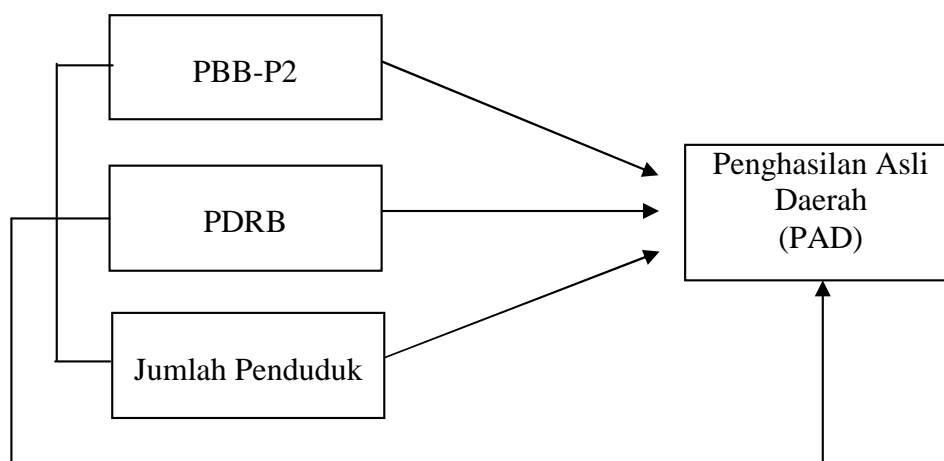 PBB-P2
PDRB
Jumlah Penduduk
Penghasilan Asli
Daerah
(PAD)